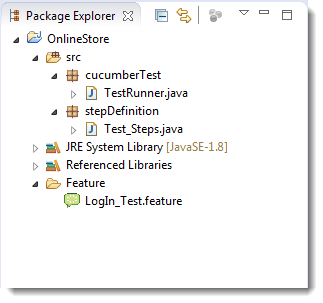 Package Explorer
OnlineStore
src
cucumberTest
TestRunner.java
stepDefinition
Test_Steps.java
JRE System Library [JavaSE-1.8]
Referenced Libraries
Feature
LogIn_Test.feature